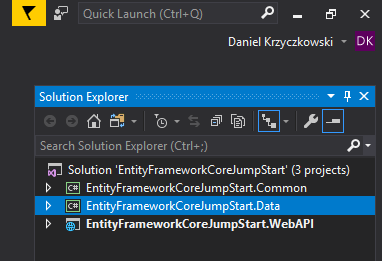 Quick Launch (Ctrl+Q)
Daniel Krzyczkowski DK
Solution Explorer
Search Solution Explorer (Ctrl+;)
Solution 'EntityFrameworkCoreJumpStart' (3 projects)
C# EntityFrameworkCoreJumpStart.Common
C# EntityFrameworkCoreJumpStart.Data
EntityFrameworkCoreJumpStart.WebAPI